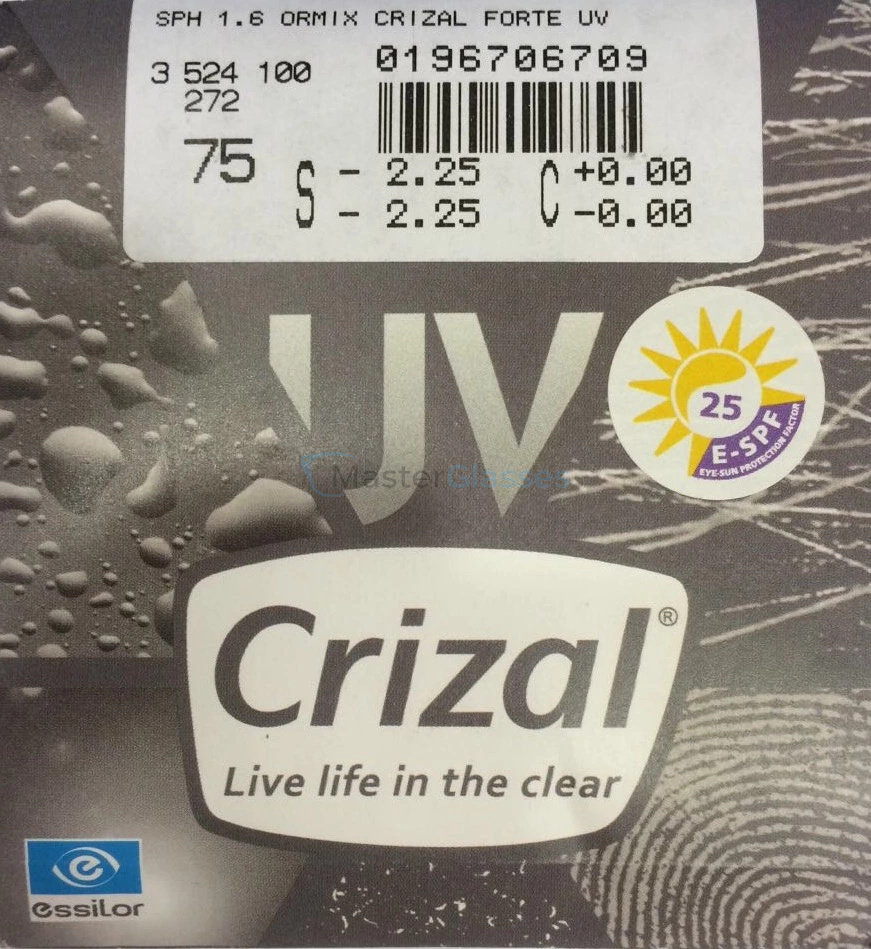 SPH 1.6 ORMIX CRIZAL FORTE UV
3 524 100
272
0196706709
75
S - 2.25 C +0.00
- 2.25 -0.00
UV
25
E-SPF
EYE-SUN PROTECTION FACTOR
MasterGlasses
Crizal®
Live life in the clear
e
essilor